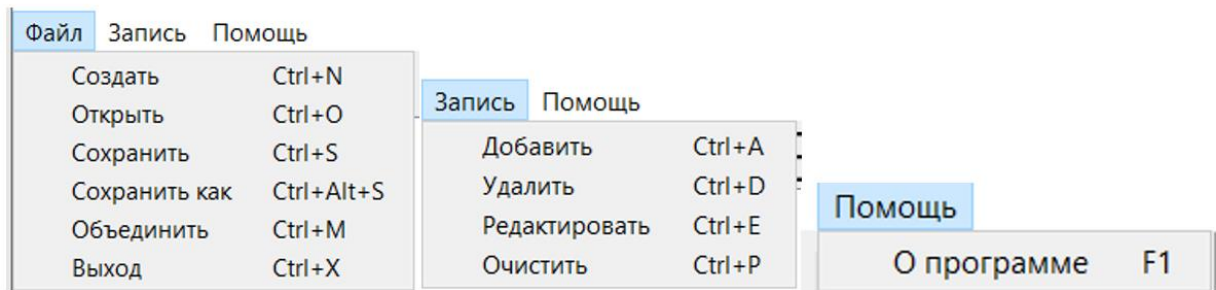 Файл Запись Помощь
Создать Ctrl+N
Открыть Ctrl+O
Сохранить Ctrl+S
Сохранить как Ctrl+Alt+S
Объединить Ctrl+M
Выход Ctrl+X
Запись Помощь
Добавить Ctrl+A
Удалить Ctrl+D
Редактировать Ctrl+E
Очистить Ctrl+P
Помощь
О программе F1